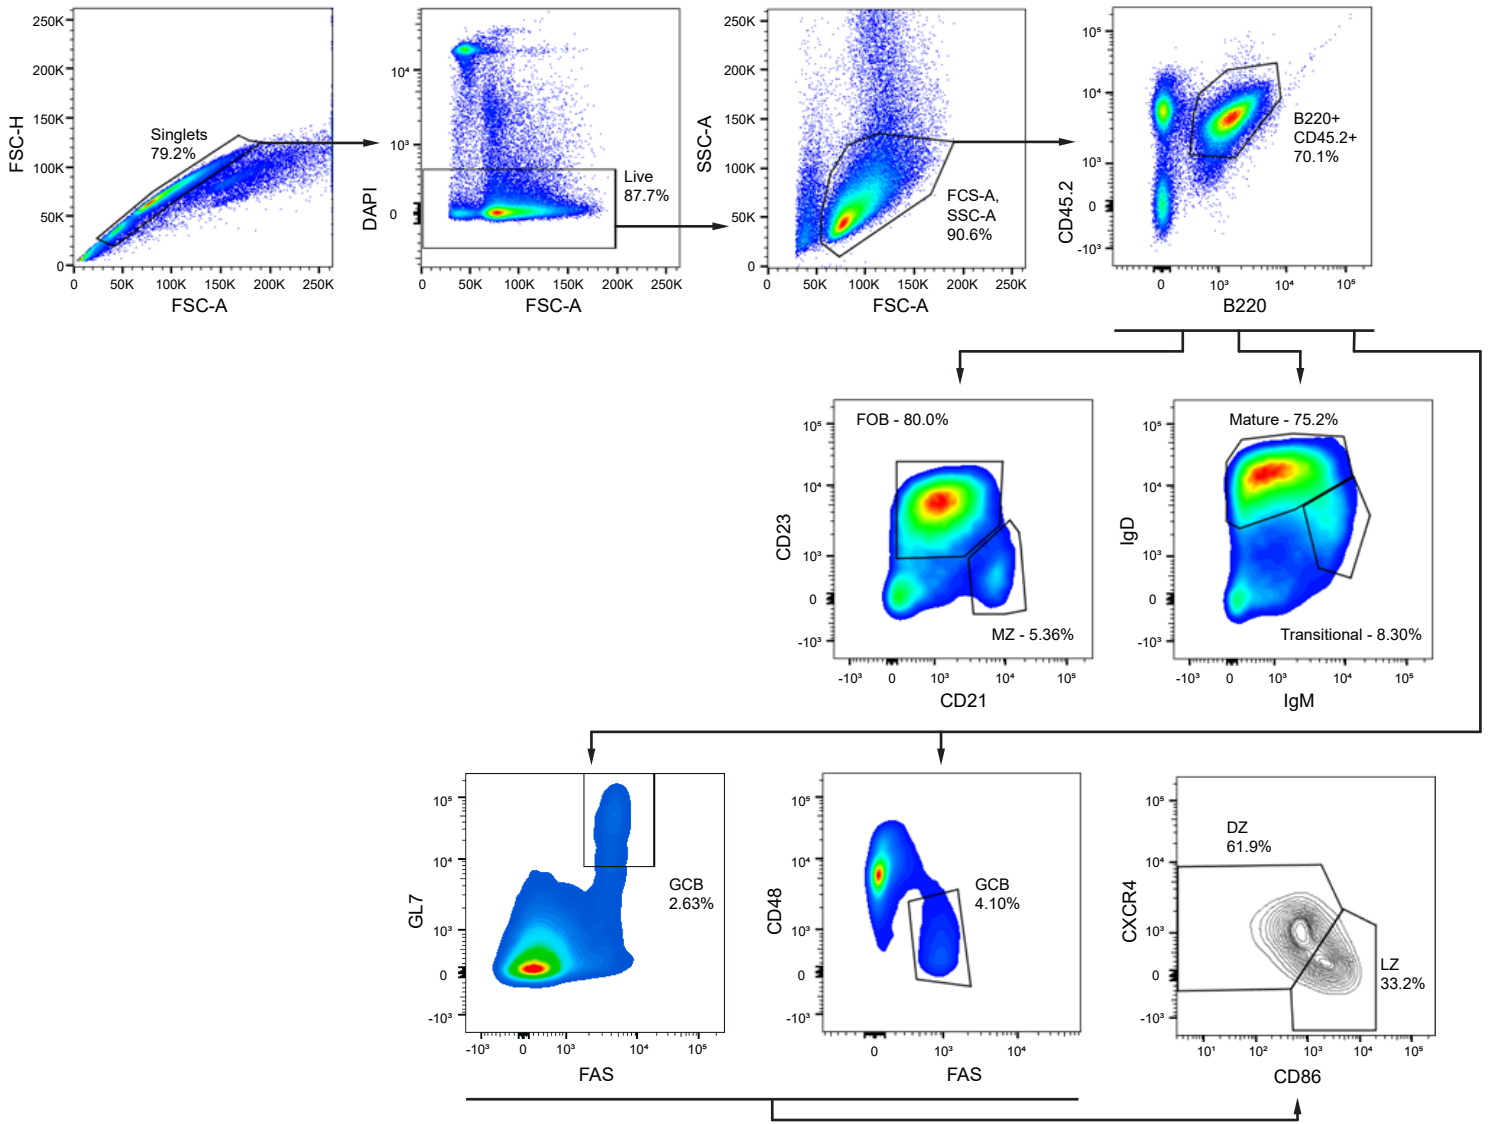 250K
200K
150K
100K
50K
0
FSC-H
Singlets
79.2%
0
50K
100K
150K
200K
250K
FSC-A
10⁴
10³
0
DAPI
Live
87.7%
0
50K
100K
150K
200K
250K
FSC-A
250K
200K
150K
100K
50K
0
SSC-A
FCS-A,
SSC-A
90.6%
0
50K
100K
150K
200K
250K
FSC-A
10⁵
10⁴
10³
0
-10³
CD45.2
B220+
CD45.2+
70.1%
0
10³
10⁴
10⁵
B220
FOB - 80.0%
10⁵
10⁴
10³
0
-10³
CD23
MZ - 5.36%
-10³
0
10³
10⁴
10⁵
CD21
Mature - 75.2%
10⁵
10⁴
10³
0
-10³
IgD
Transitional - 8.30%
-10³
0
10³
10⁴
10⁵
IgM
10⁵
10⁴
10³
0
-10³
GL7
GCB
2.63%
-10³
0
10³
10⁴
10⁵
FAS
10⁵
10⁴
10³
0
-10³
CD48
GCB
4.10%
0
10³
10⁴
FAS
DZ
61.9%
10⁵
10⁴
10³
0
-10³
CXCR4
LZ
33.2%
10¹
10²
10³
10⁴
10⁵
CD86